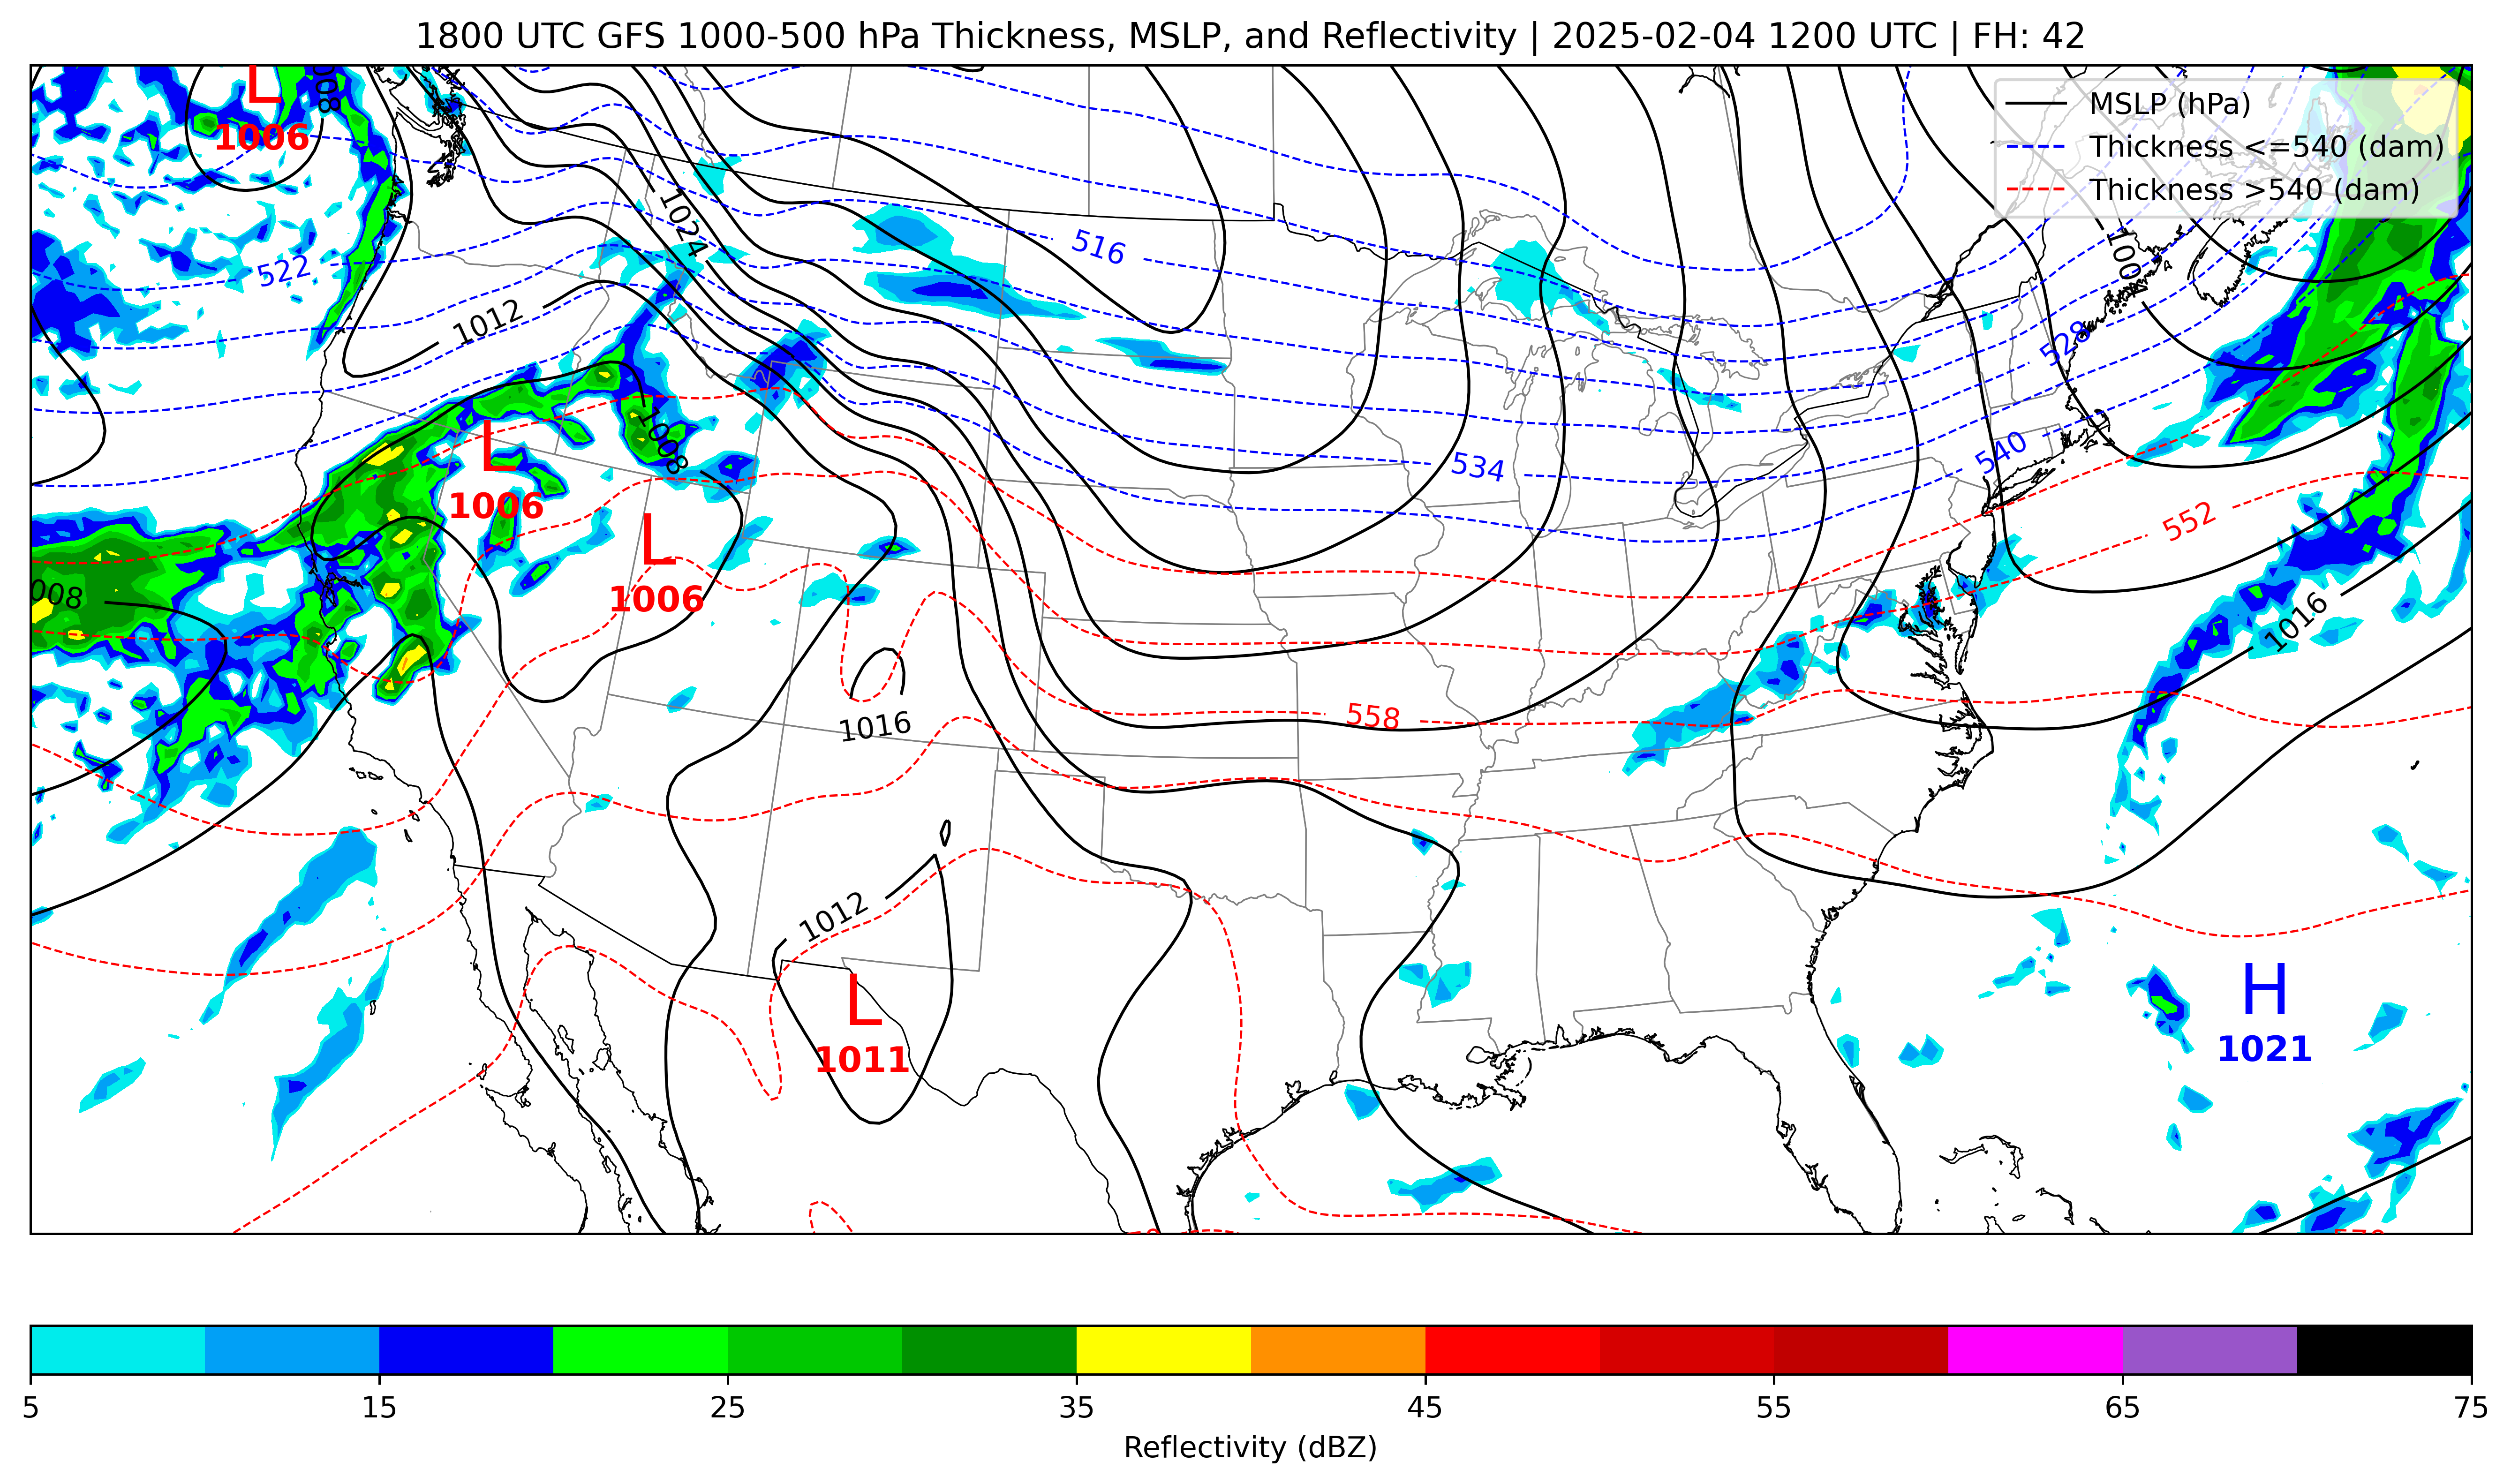 1800 UTC GFS 1000-500 hPa Thickness, MSLP, and Reflectivity | 2025-02-04 1200 UTC | FH: 42
MSLP (hPa)
Thickness <=540 (dam)
Thickness >540 (dam)
L
1006
008
1024
516
522
1012
1004
528
534
540
552
1008
L
1006
L
1006
008
1016
1016
558
1012
L
1011
H
1021
5 15 25 35 45 55 65 75
Reflectivity (dBZ)